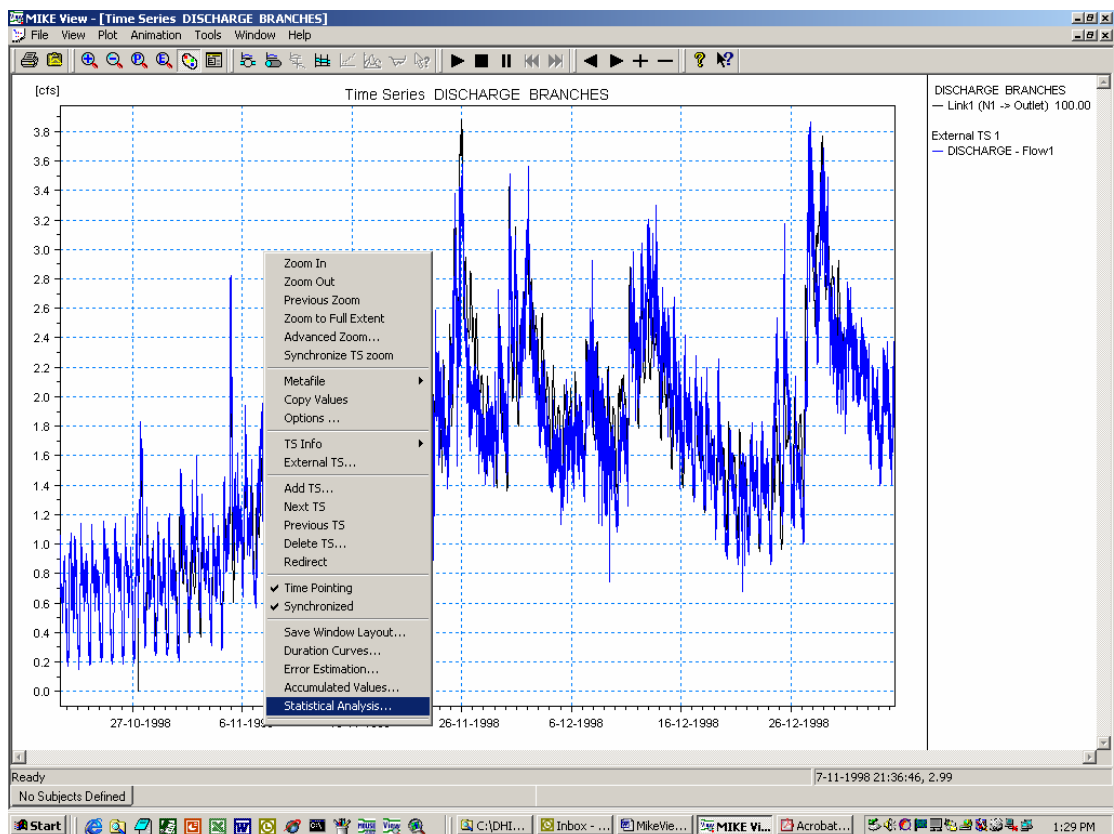 MIKE View - [Time Series DISCHARGE BRANCHES]
File View Plot Animation Tools Window Help
[cfs]
Time Series DISCHARGE BRANCHES
DISCHARGE BRANCHES
Link1 (N1 -> Outlet) 100.00
External TS 1
DISCHARGE - Flow1
3.8
3.6
3.4
3.2
3.0
2.8
2.6
2.4
2.2
2.0
1.8
1.6
1.4
1.2
1.0
0.8
0.6
0.4
0.2
0.0
Zoom In
Zoom Out
Previous Zoom
Zoom to Full Extent
Advanced Zoom...
Synchronize TS zoom
Metafile
Copy Values
Options ...
TS Info
External TS...
Add TS...
Next TS
Previous TS
Delete TS...
Redirect
Time Pointing
Synchronized
Save Window Layout...
Duration Curves...
Error Estimation...
Accumulated Values...
Statistical Analysis...
27-10-1998 6-11-1998 26-11-1998 6-12-1998 16-12-1998 26-12-1998
Ready 7-11-1998 21:36:46, 2.99
No Subjects Defined
Start C:\DHI... Inbox - ... MikeVie... MIKE Vi... Acrobat... 1:29 PM